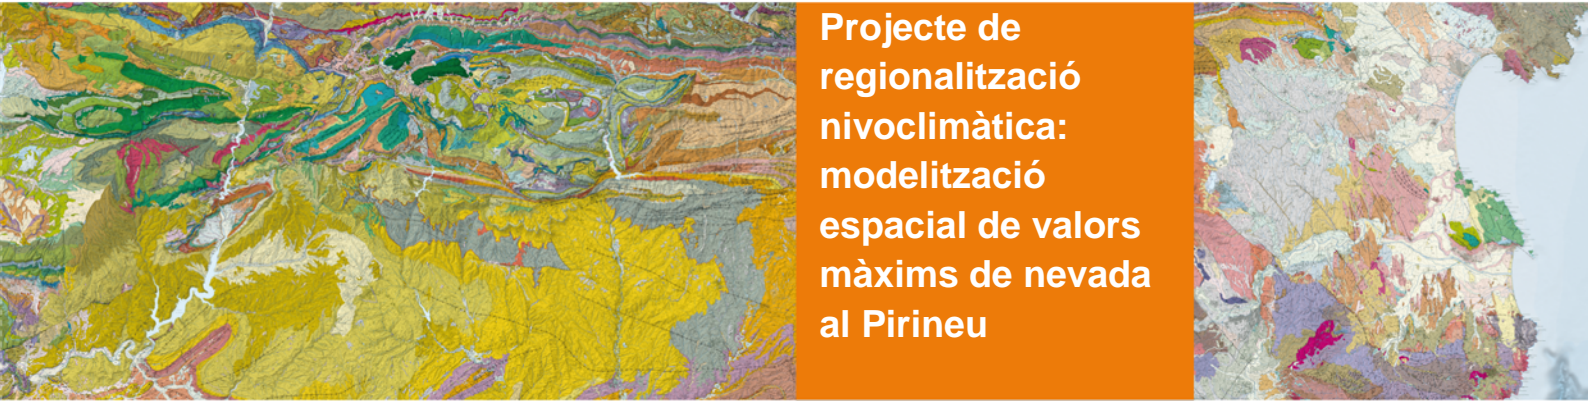 Projecte de
regionalització
nivoclimàtica:
modelització
espacial de valors
màxims de nevada
al Pirineu